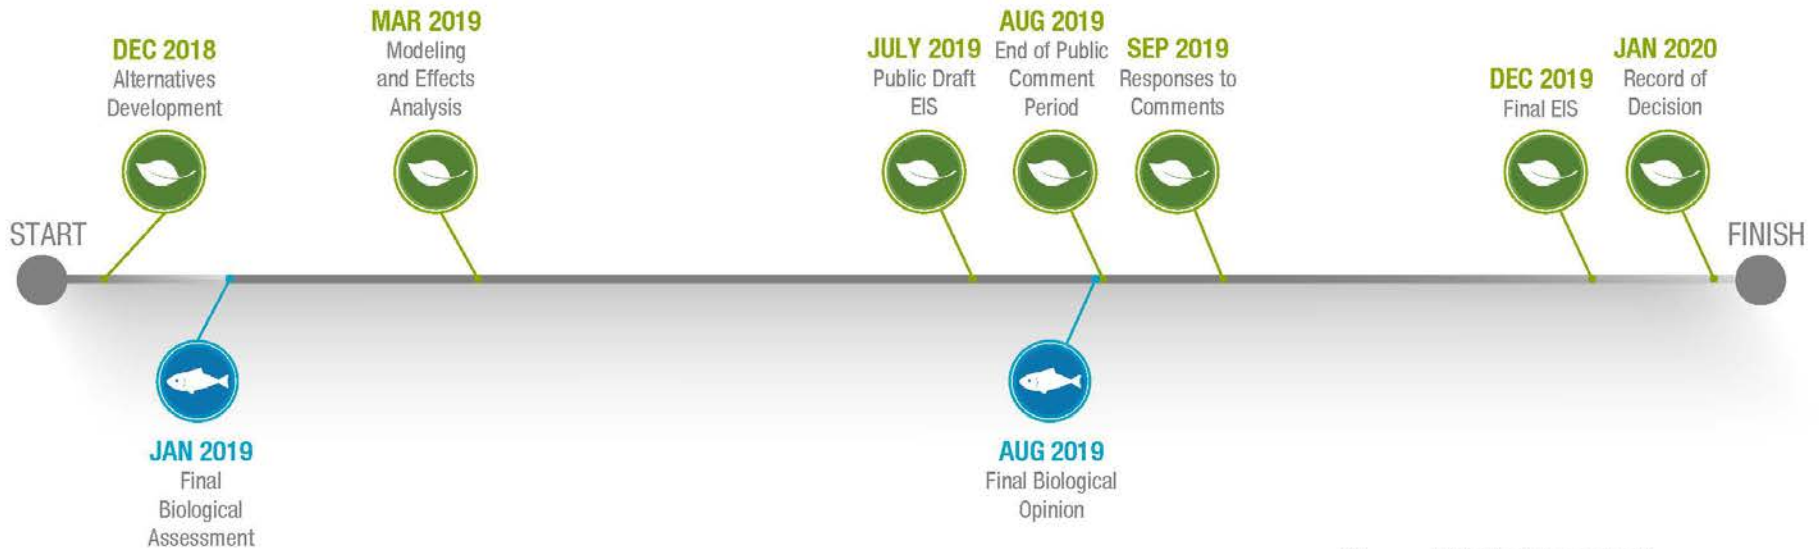 START
DEC 2018
Alternatives
Development
MAR 2019
Modeling
and Effects
Analysis
JULY 2019
Public Draft
EIS
AUG 2019
End of Public
Comment
Period
SEP 2019
Responses to
Comments
DEC 2019
Final EIS
JAN 2020
Record of
Decision
FINISH
JAN 2019
Final
Biological
Assessment
AUG 2019
Final Biological
Opinion